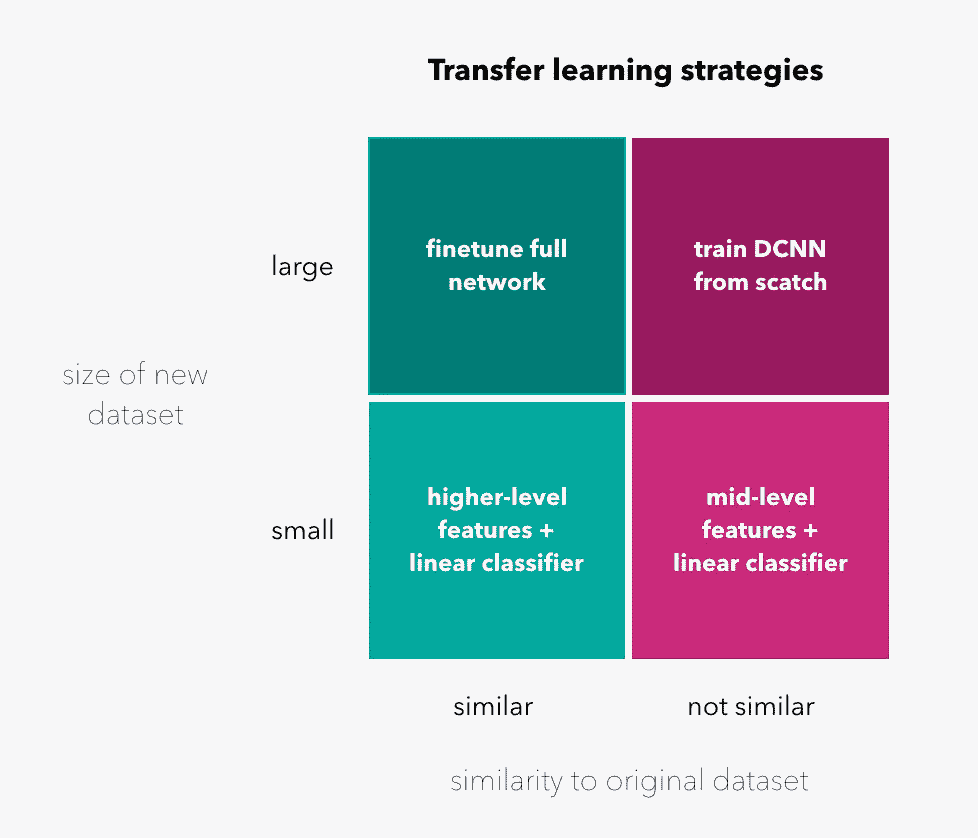 Transfer learning strategies
finetune full
network
train DCNN
from scatch
large
size of new
dataset
higher-level
features +
linear classifier
mid-level
features +
linear classifier
small
similar
not similar
similarity to original dataset